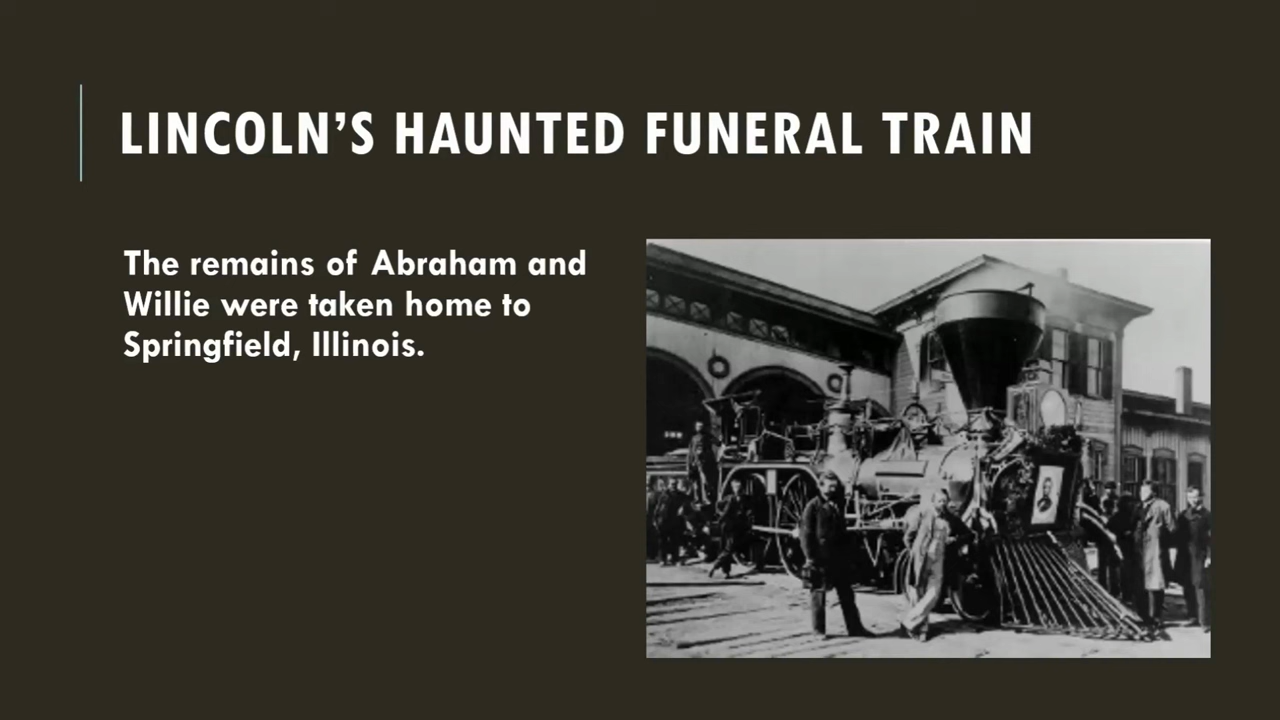 LINCOLN'S HAUNTED FUNERAL TRAIN
The remains of Abraham and
Willie were taken home to
Springfield, Illinois.